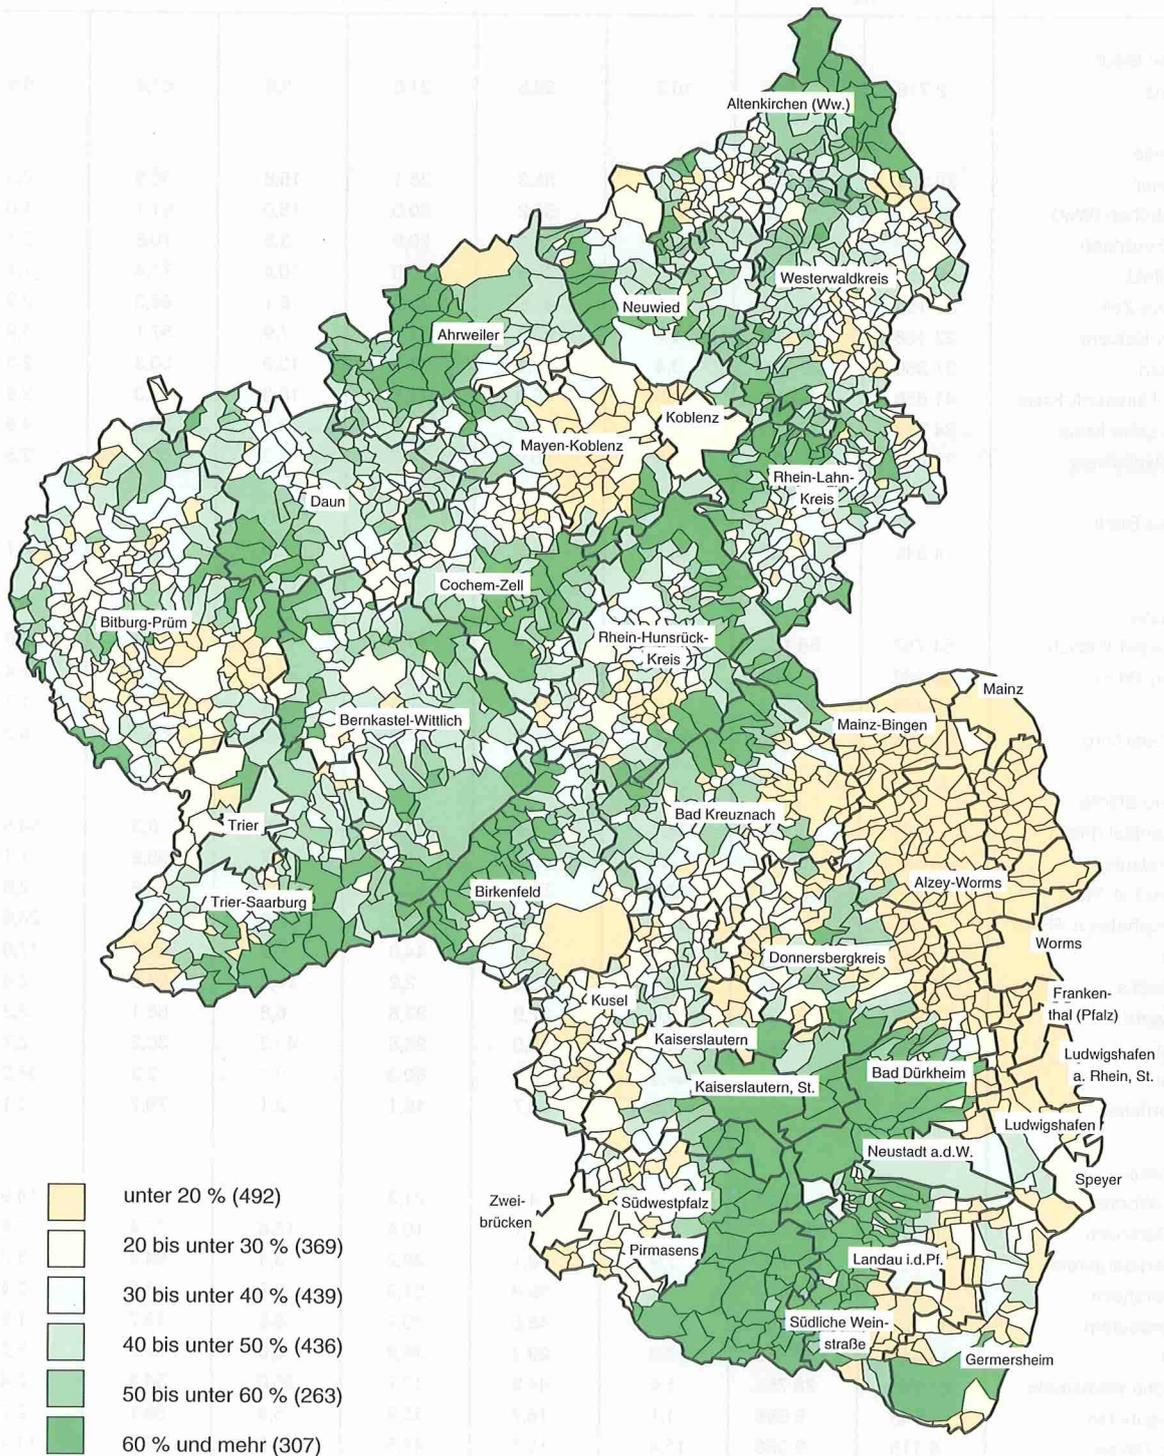 Altenkirchen (Ww.)
Westerwaldkreis
Neuwied
Ahrweiler
Koblenz
Mayen-Koblenz
Rhein-Lahn-
Kreis
Daun
Cochem-Zell
Bitburg-Prüm
Rhein-Hunsrück-
Kreis
Mainz
Bernkastel-Wittlich
Mainz-Bingen
Bad Kreuznach
Trier
Alzey-Worms
Birkenfeld
Trier-Saarburg
Worms
Donnersbergkreis
Franken-
thal (Pfalz)
Kusel
Kaiserslautern
Ludwigshafen
a. Rhein, St.
Bad Dürkheim
Kaiserslautern, St.
Ludwigshafen
Neustadt a.d.W.
Speyer
Zwei-
brücken
Südwestpfalz
Pirmasens
Landau i.d.Pf.
Südliche Wein-
straße
Germersheim
unter 20 % (492)
20 bis unter 30 % (369)
30 bis unter 40 % (439)
40 bis unter 50 % (436)
50 bis unter 60 % (263)
60 % und mehr (307)